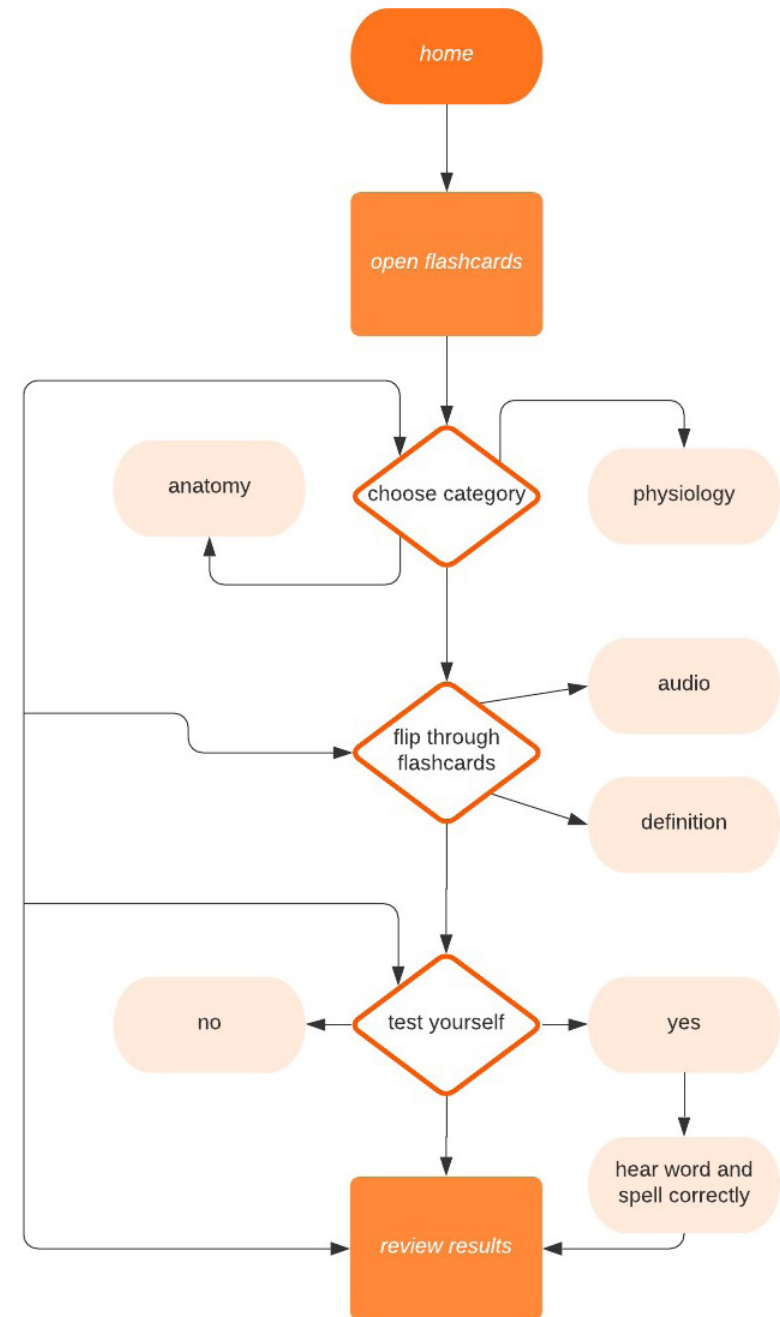 home
open flashcards
anatomy
choose category
physiology
audio
flip through
flashcards
definition
no
test yourself
yes
hear word and
spell correctly
review results